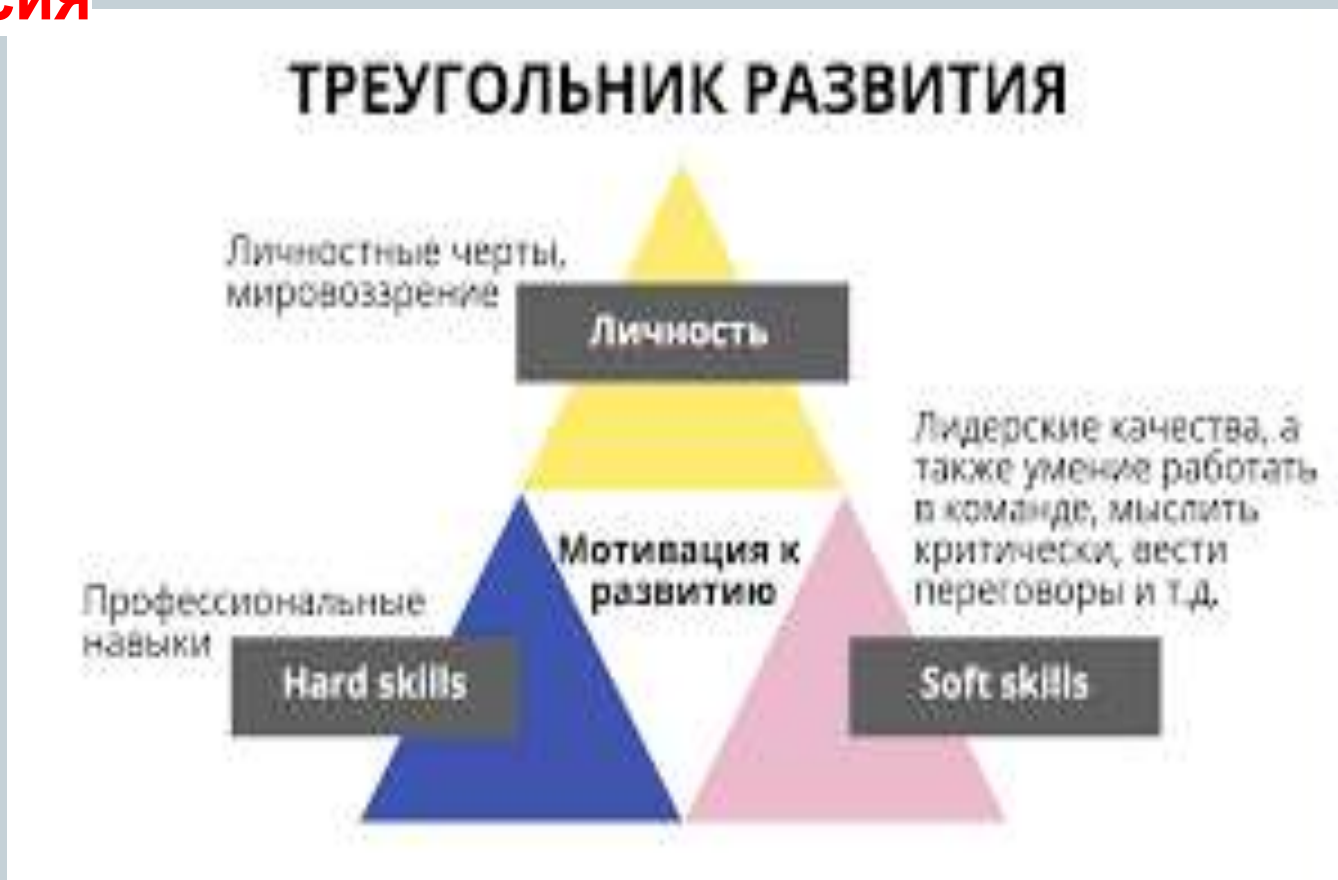 сия
ТРЕУГОЛЬНИК РАЗВИТИЯ
Личностные черты,
мировоззрение
Личность
Лидерские качества, а
также умение работать
в команде, мыслить
критически, вести
переговоры и т.д.
Мотивация к
развитию
Профессиональные
навыки
Hard skills
Soft skills